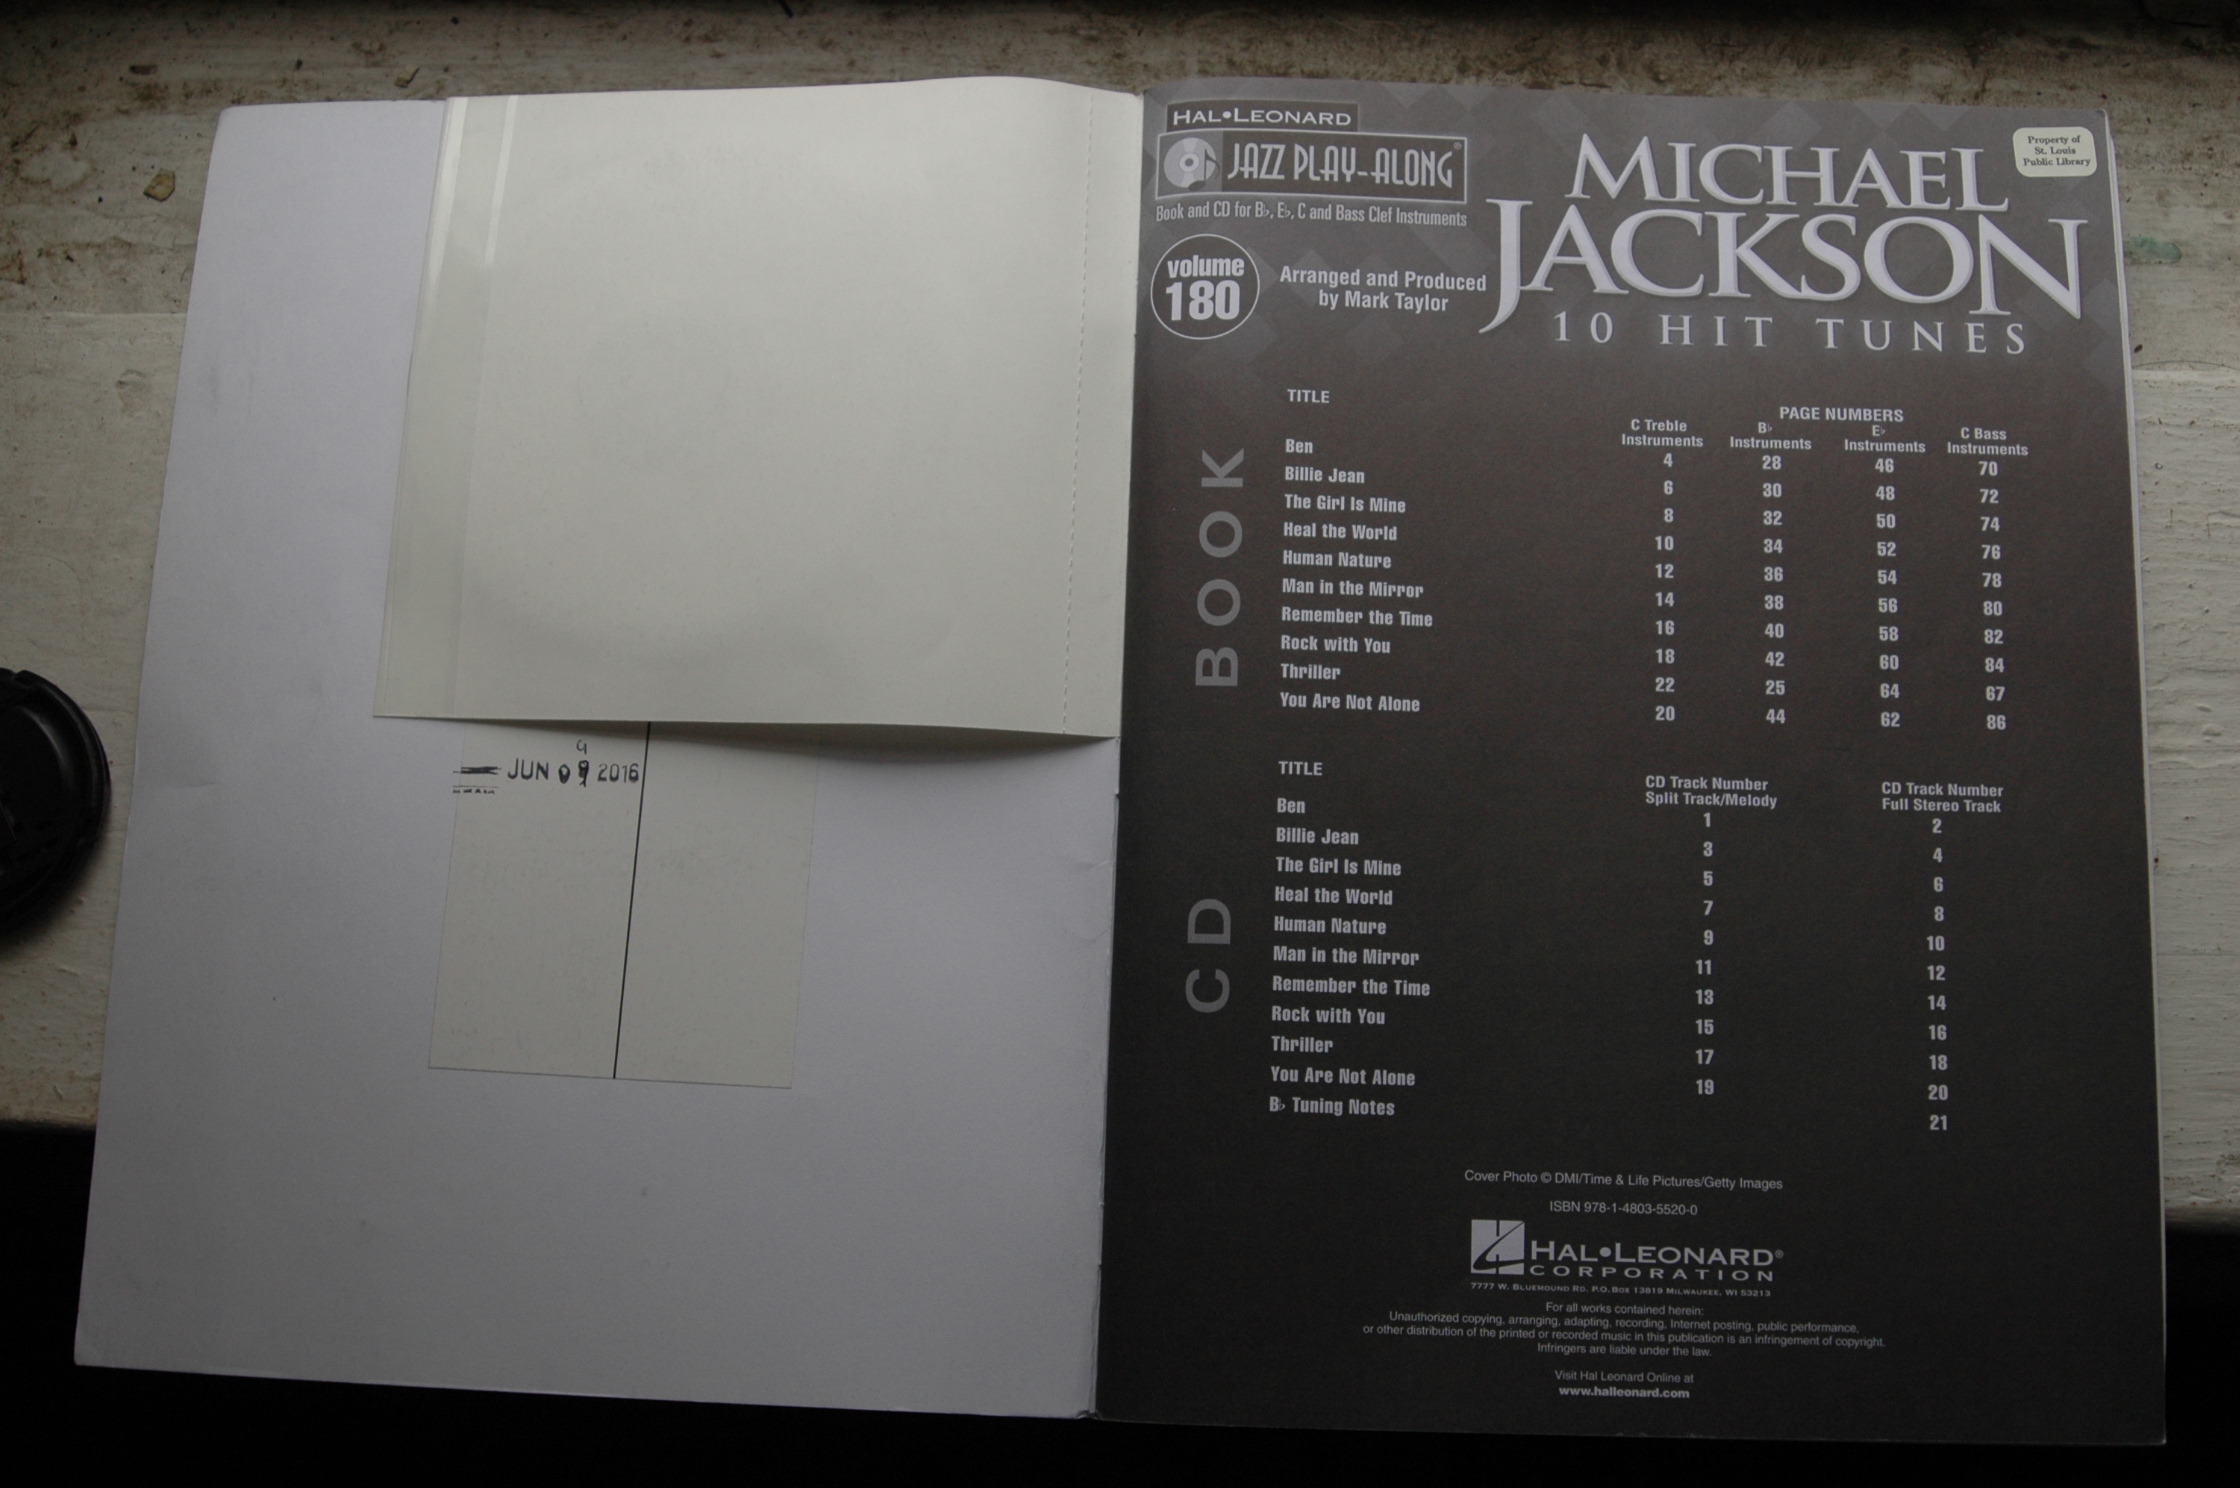 JUN 09 2016
HAL•LEONARD
JAZZ PLAY-ALONG®
Book and CD for B♭, E♭, C and Bass Clef Instruments
volume
180
Arranged and Produced
by Mark Taylor
MICHAEL
JACKSON
10 HIT TUNES
Property of
St. Louis
Public Library
BOOK
TITLE
PAGE NUMBERS
C Treble Instruments B♭ Instruments E♭ Instruments C Bass Instruments
Ben 4 28 46 70
Billie Jean 6 30 48 72
The Girl Is Mine 8 32 50 74
Heal the World 10 34 52 76
Human Nature 12 36 54 78
Man in the Mirror 14 38 56 80
Remember the Time 16 40 58 82
Rock with You 18 42 60 84
Thriller 22 25 64 67
You Are Not Alone 20 44 62 86
CD
TITLE
CD Track Number Split Track/Melody CD Track Number Full Stereo Track
Ben 1 2
Billie Jean 3 4
The Girl Is Mine 5 6
Heal the World 7 8
Human Nature 9 10
Man in the Mirror 11 12
Remember the Time 13 14
Rock with You 15 16
Thriller 17 18
You Are Not Alone 19 20
B♭ Tuning Notes 21
Cover Photo © DMI/Time & Life Pictures/Getty Images
ISBN 978-1-4803-5520-0
HAL•LEONARD®
CORPORATION
7777 W. BLUEMOUND RD. P.O. BOX 13819 MILWAUKEE, WI 53213
For all works contained herein:
Unauthorized copying, arranging, adapting, recording, Internet posting, public performance,
or other distribution of the printed or recorded music in this publication is an infringement of copyright.
Infringers are liable under the law.
Visit Hal Leonard Online at
www.halleonard.com